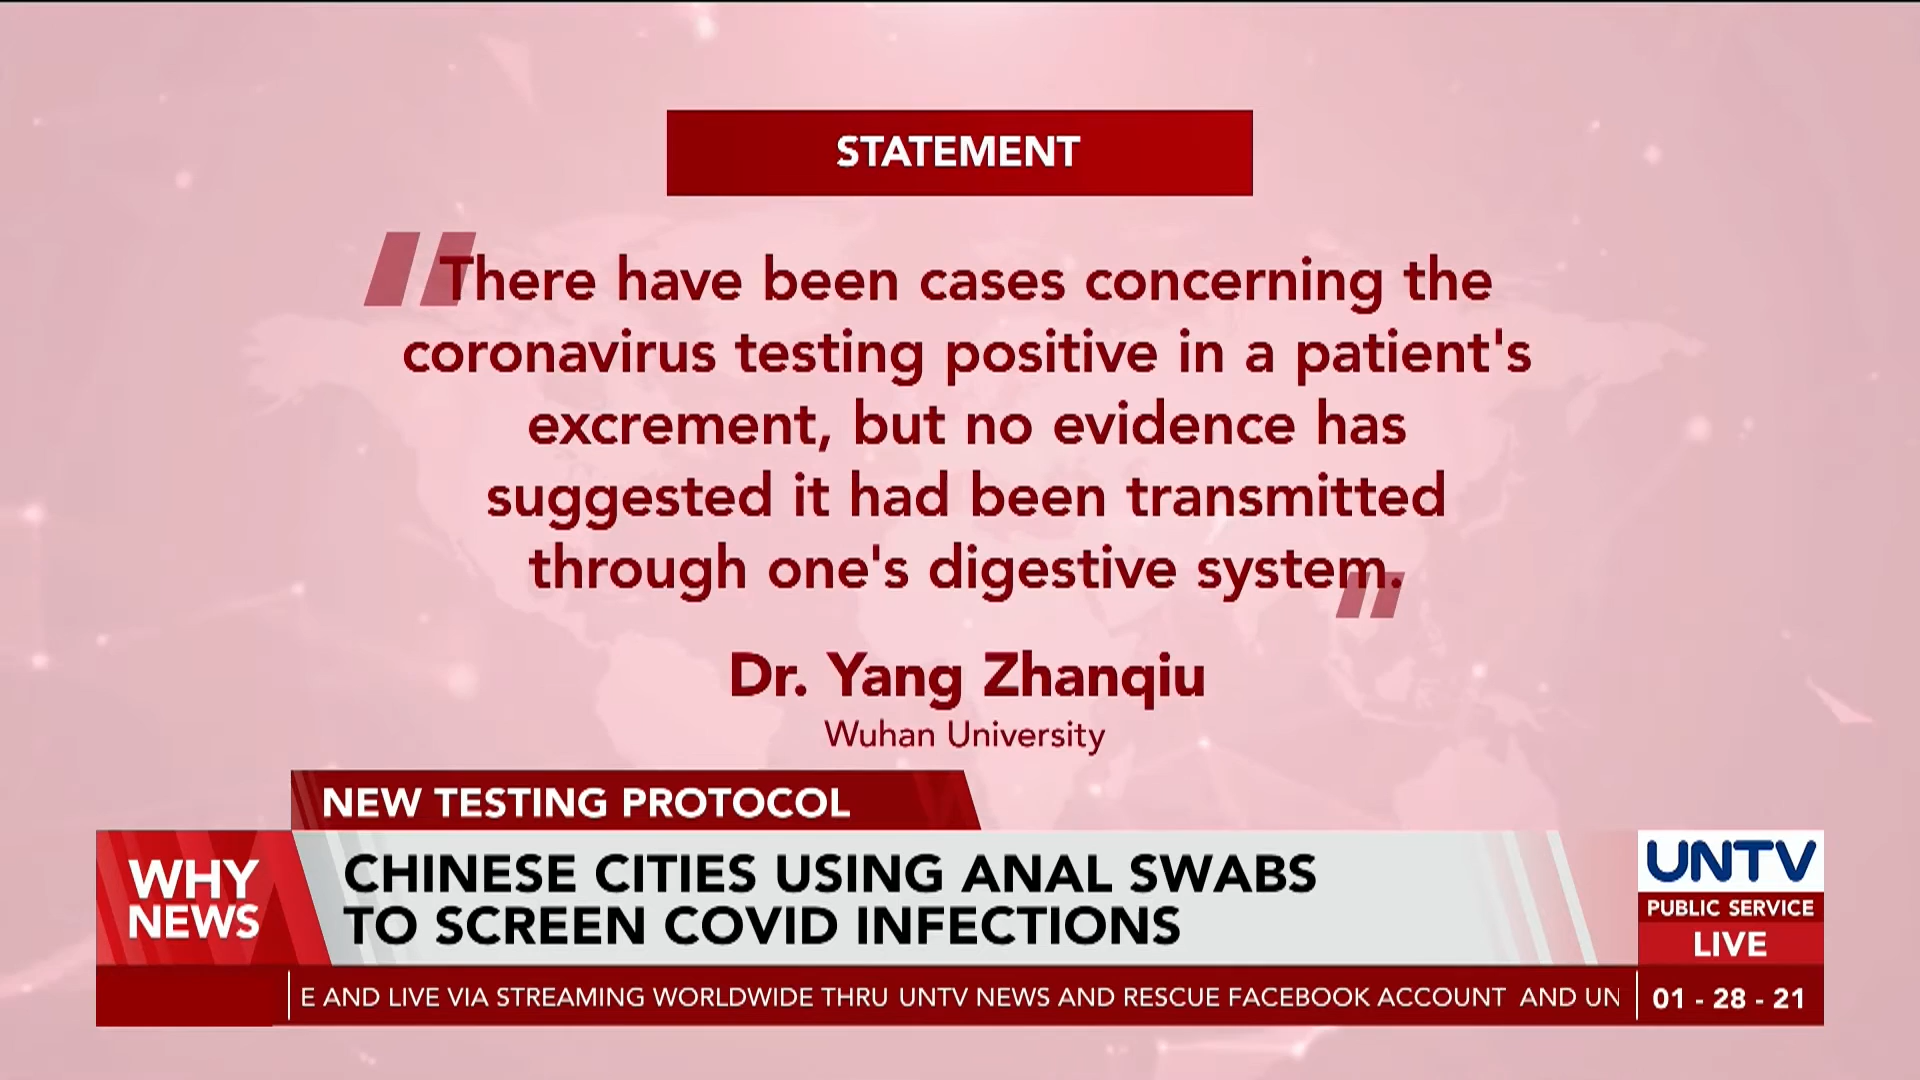 STATEMENT
"There have been cases concerning the
coronavirus testing positive in a patient's
excrement, but no evidence has
suggested it had been transmitted
through one's digestive system."
Dr. Yang Zhanqiu
Wuhan University
NEW TESTING PROTOCOL
WHY
NEWS
CHINESE CITIES USING ANAL SWABS
TO SCREEN COVID INFECTIONS
UNTV
PUBLIC SERVICE
LIVE
E AND LIVE VIA STREAMING WORLDWIDE THRU UNTV NEWS AND RESCUE FACEBOOK ACCOUNT AND UN
01 - 28 - 21